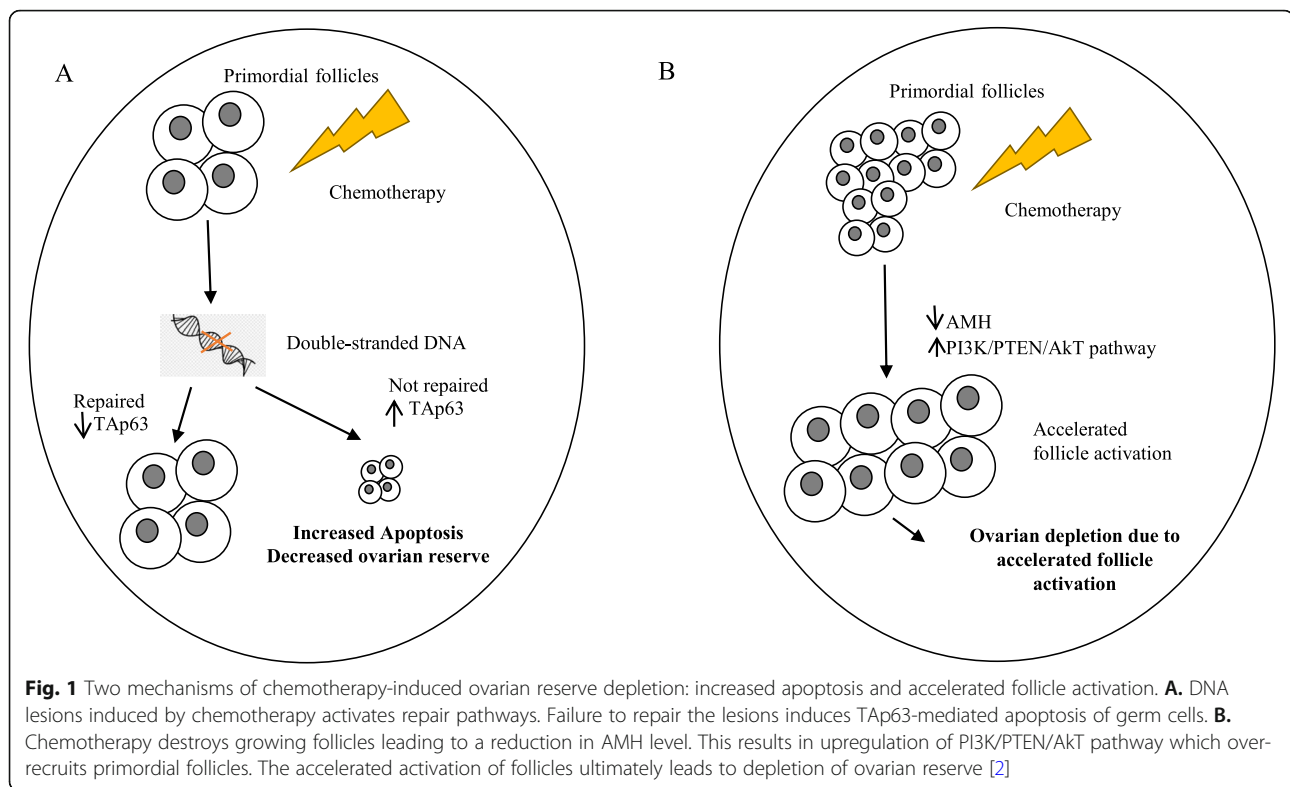 A
Primordial follicles
Chemotherapy
Double-stranded DNA
Repaired
↓ TAp63
Not repaired
↑ TAp63
Increased Apoptosis
Decreased ovarian reserve
B
Primordial follicles
Chemotherapy
↓AMH
↑PI3K/PTEN/AkT pathway
Accelerated
follicle activation
Ovarian depletion due to
accelerated follicle
activation
Fig. 1 Two mechanisms of chemotherapy-induced ovarian reserve depletion: increased apoptosis and accelerated follicle activation. A. DNA
lesions induced by chemotherapy activates repair pathways. Failure to repair the lesions induces TAp63-mediated apoptosis of germ cells. B.
Chemotherapy destroys growing follicles leading to a reduction in AMH level. This results in upregulation of PI3K/PTEN/AkT pathway which over-
recruits primordial follicles. The accelerated activation of follicles ultimately leads to depletion of ovarian reserve [2]